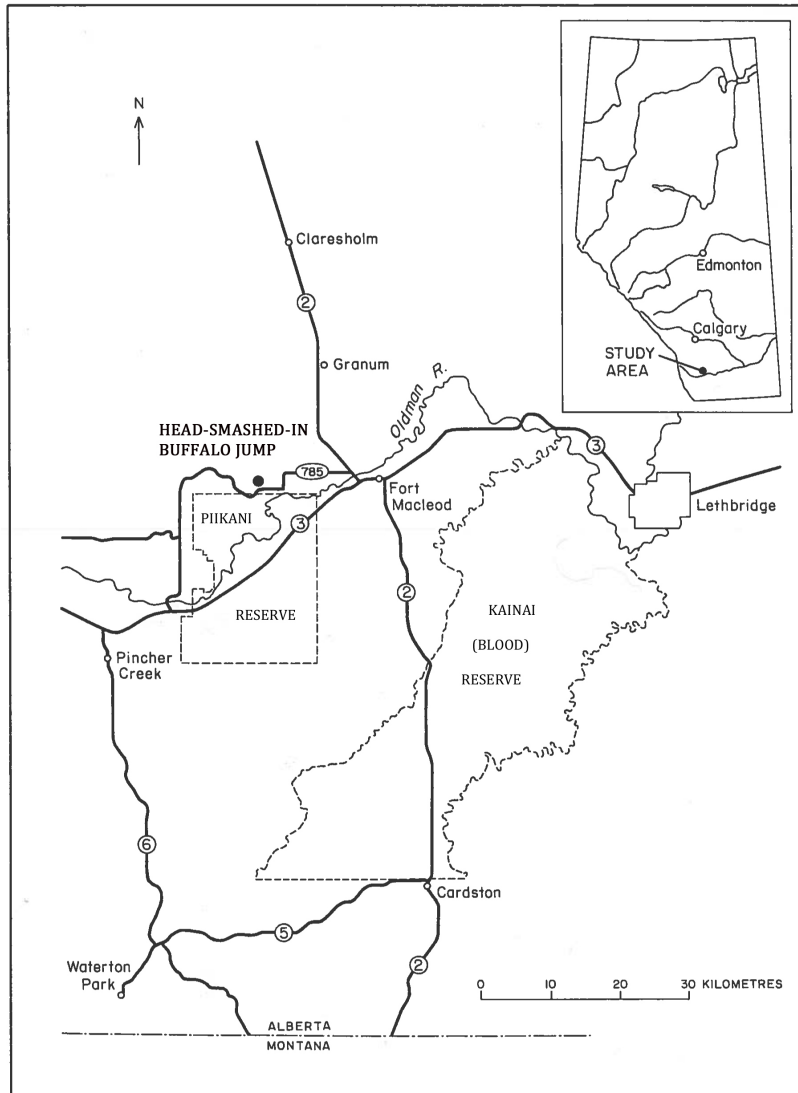 N
Claresholm
2
Granum
Oldman R.
HEAD-SMASHED-IN
BUFFALO JUMP
785
Fort
Macleod
3
Lethbridge
PIIKANI
3
RESERVE
2
KAINAI
(BLOOD)
RESERVE
Pincher
Creek
6
Cardston
5
2
Waterton
Park
0 10 20 30 KILOMETRES
ALBERTA
MONTANA
Edmonton
Calgary
STUDY
AREA